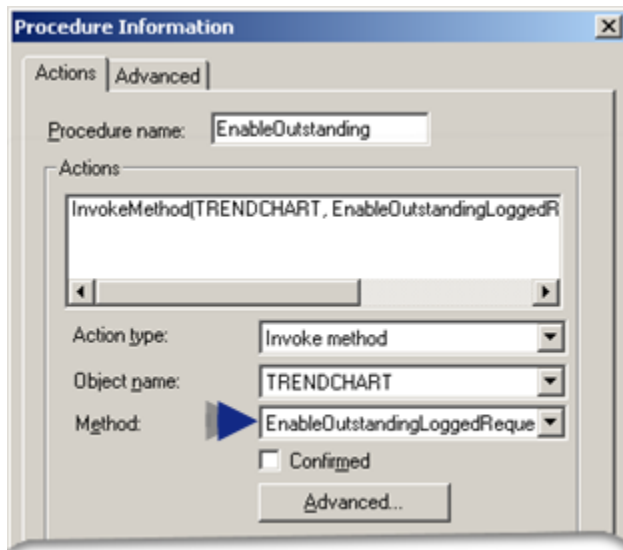 Procedure Information
Actions Advanced
Procedure name: EnableOutstanding
Actions
InvokeMethod(TRENDCHART, EnableOutstandingLoggedR
Action type: Invoke method
Object name: TRENDCHART
Method: EnableOutstandingLoggedReque
Confirmed
Advanced...